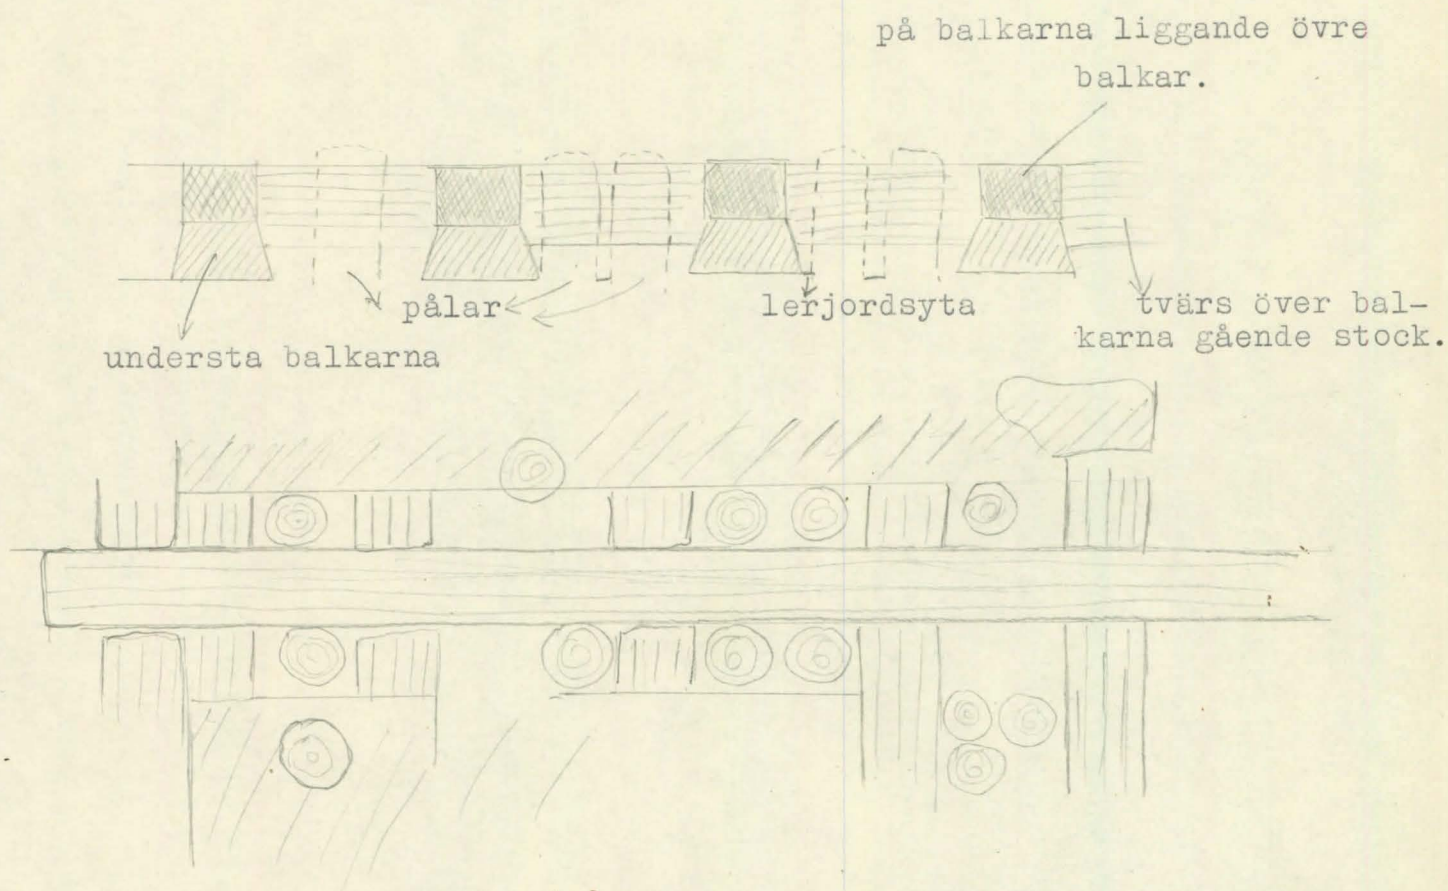 på balkarna liggande övre
balkar.
pålar
lerjordsyta
tvärs över bal-
karna gående stock.
understa balkarna